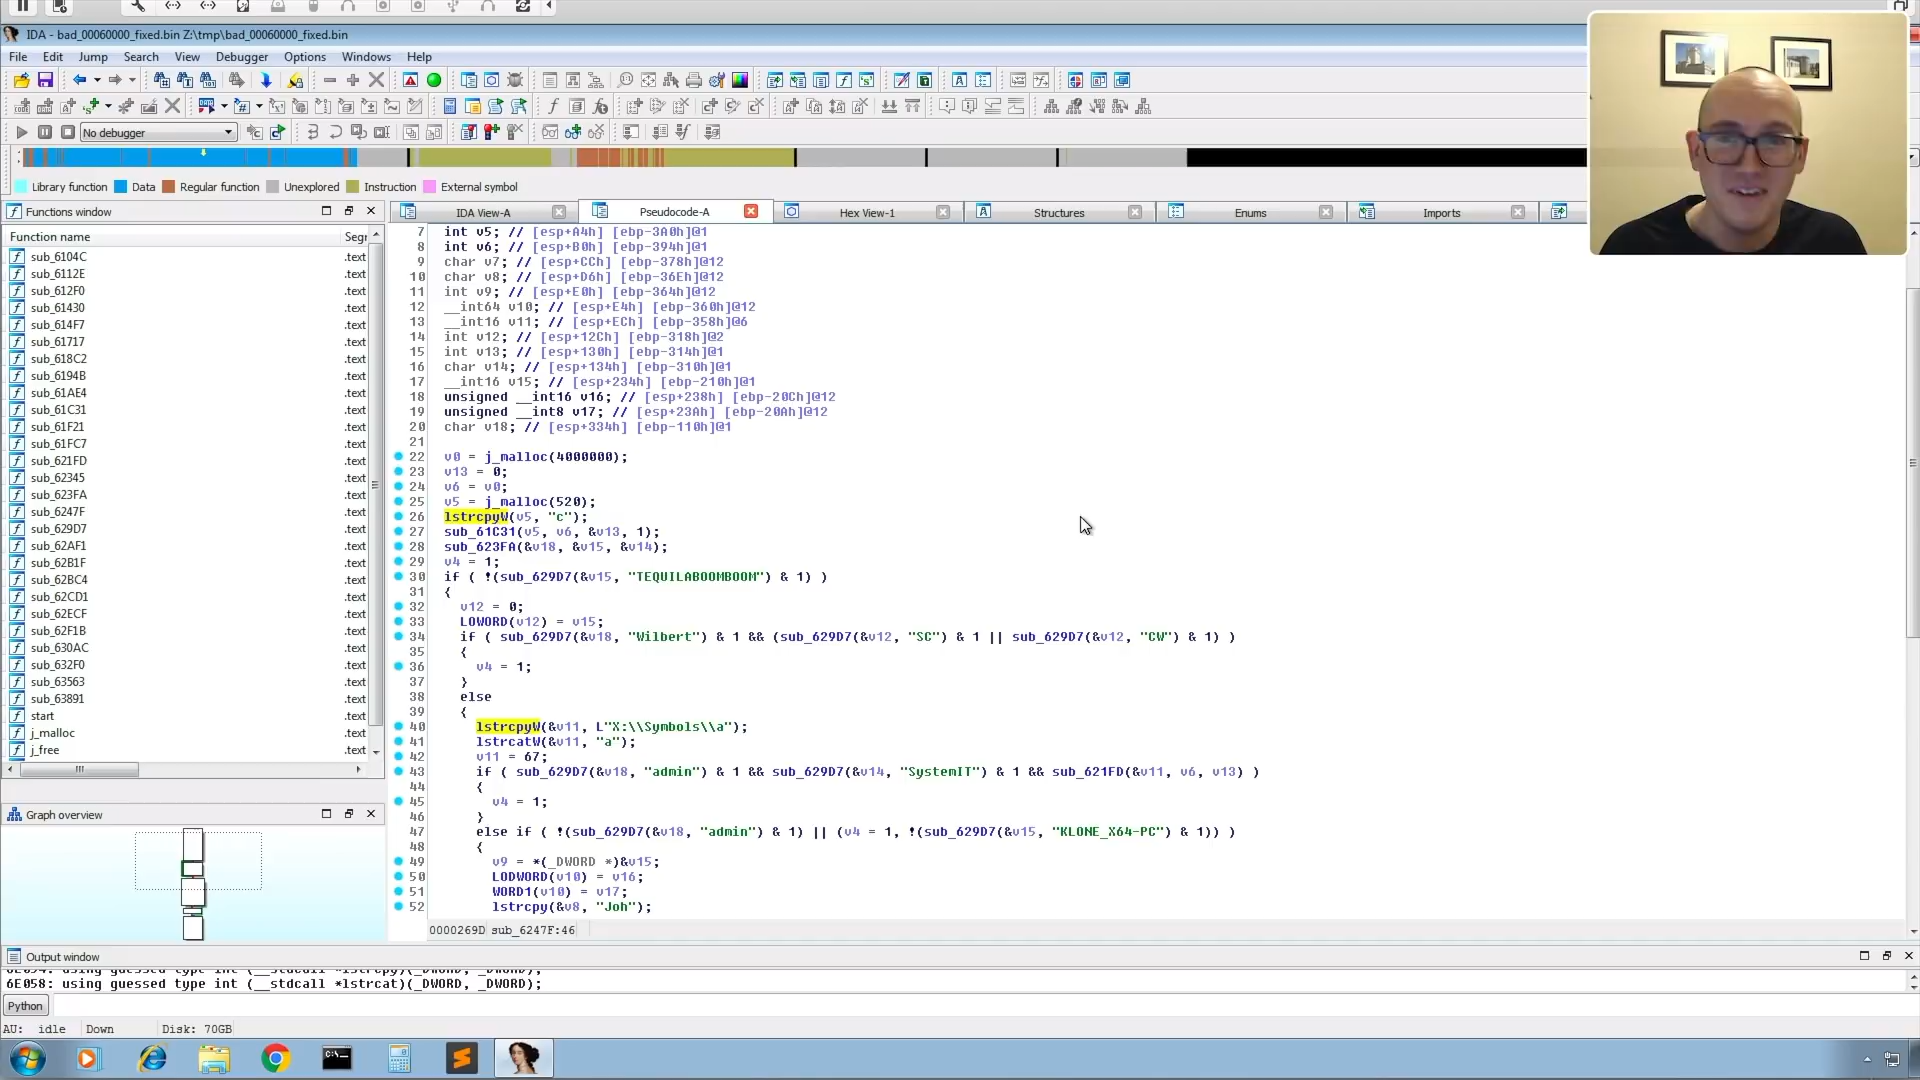 IDA - bad_00060000_fixed.bin Z:\tmp\bad_00060000_fixed.bin
File Edit Jump Search View Debugger Options Windows Help
No debugger
Library function Data Regular function Unexplored Instruction External symbol
Functions window
Function name Segr
sub_6104C .text
sub_6112E .text
sub_612F0 .text
sub_61430 .text
sub_614F7 .text
sub_61717 .text
sub_618C2 .text
sub_6194B .text
sub_61AE4 .text
sub_61C31 .text
sub_61F21 .text
sub_61FC7 .text
sub_621FD .text
sub_62345 .text
sub_623FA .text
sub_6247F .text
sub_629D7 .text
sub_62AF1 .text
sub_62B1F .text
sub_62BC4 .text
sub_62CD1 .text
sub_62ECF .text
sub_62F1B .text
sub_630AC .text
sub_632F0 .text
sub_63563 .text
sub_63891 .text
start .text
j_malloc .text
j_free .text
Graph overview
IDA View-A Pseudocode-A Hex View-1 Structures Enums Imports
7 int v5; // [esp+A4h] [ebp-3A0h]@1
8 int v6; // [esp+B0h] [ebp-394h]@1
9 char v7; // [esp+CCh] [ebp-378h]@12
10 char v8; // [esp+D6h] [ebp-36Eh]@12
11 int v9; // [esp+E0h] [ebp-364h]@12
12 __int64 v10; // [esp+E4h] [ebp-360h]@12
13 __int16 v11; // [esp+ECh] [ebp-358h]@6
14 int v12; // [esp+12Ch] [ebp-318h]@2
15 int v13; // [esp+130h] [ebp-314h]@1
16 char v14; // [esp+134h] [ebp-310h]@1
17 __int16 v15; // [esp+234h] [ebp-210h]@1
18 unsigned __int16 v16; // [esp+238h] [ebp-20Ch]@12
19 unsigned __int8 v17; // [esp+23Ah] [ebp-20Ah]@12
20 char v18; // [esp+334h] [ebp-110h]@1
21
22 v0 = j_malloc(4000000);
23 v13 = 0;
24 v6 = v0;
25 v5 = j_malloc(520);
26 lstrcpyW(v5, "c");
27 sub_61C31(v5, v6, &v13, 1);
28 sub_623FA(&v18, &v15, &v14);
29 v4 = 1;
30 if ( !(sub_629D7(&v15, "TEQUILABOOMBOOM") & 1) )
31 {
32 v12 = 0;
33 LOWORD(v12) = v15;
34 if ( sub_629D7(&v18, "Wilbert") & 1 && (sub_629D7(&v12, "SC") & 1 || sub_629D7(&v12, "CW") & 1) )
35 {
36 v4 = 1;
37 }
38 else
39 {
40 lstrcpyW(&v11, L"X:\\Symbols\\a");
41 lstrcatW(&v11, "a");
42 v11 = 67;
43 if ( sub_629D7(&v18, "admin") & 1 && sub_629D7(&v14, "SystemIT") & 1 && sub_621FD(&v11, v6, v13) )
44 {
45 v4 = 1;
46 }
47 else if ( !(sub_629D7(&v18, "admin") & 1) || (v4 = 1, !(sub_629D7(&v15, "KLONE_X64-PC") & 1)) )
48 {
49 v9 = *(_DWORD *)&v15;
50 LODWORD(v10) = v16;
51 WORD1(v10) = v17;
52 lstrcpy(&v8, "Joh");
0000269D sub_6247F:46
Output window
6E054: using guessed type int (__stdcall *lstrcpy)(_DWORD, _DWORD);
6E058: using guessed type int (__stdcall *lstrcat)(_DWORD, _DWORD);
Python
AU: idle Down Disk: 70GB